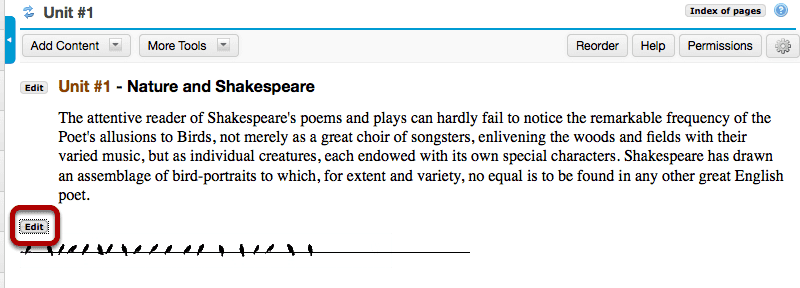 Unit #1
Index of pages
Add Content
More Tools
Reorder
Help
Permissions
Edit
Unit #1 - Nature and Shakespeare
The attentive reader of Shakespeare's poems and plays can hardly fail to notice the remarkable frequency of the
Poet's allusions to Birds, not merely as a great choir of songsters, enlivening the woods and fields with their
varied music, but as individual creatures, each endowed with its own special characters. Shakespeare has drawn
an assemblage of bird-portraits to which, for extent and variety, no equal is to be found in any other great English
poet.
Edit